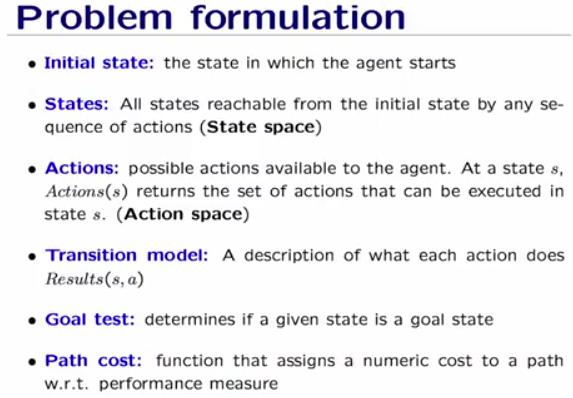 Problem formulation
• Initial state: the state in which the agent starts
• States: All states reachable from the initial state by any se-
quence of actions (State space)
• Actions: possible actions available to the agent. At a state s,
Actions(s) returns the set of actions that can be executed in
state s. (Action space)
• Transition model: A description of what each action does
Results(s, a)
• Goal test: determines if a given state is a goal state
• Path cost: function that assigns a numeric cost to a path
w.r.t. performance measure